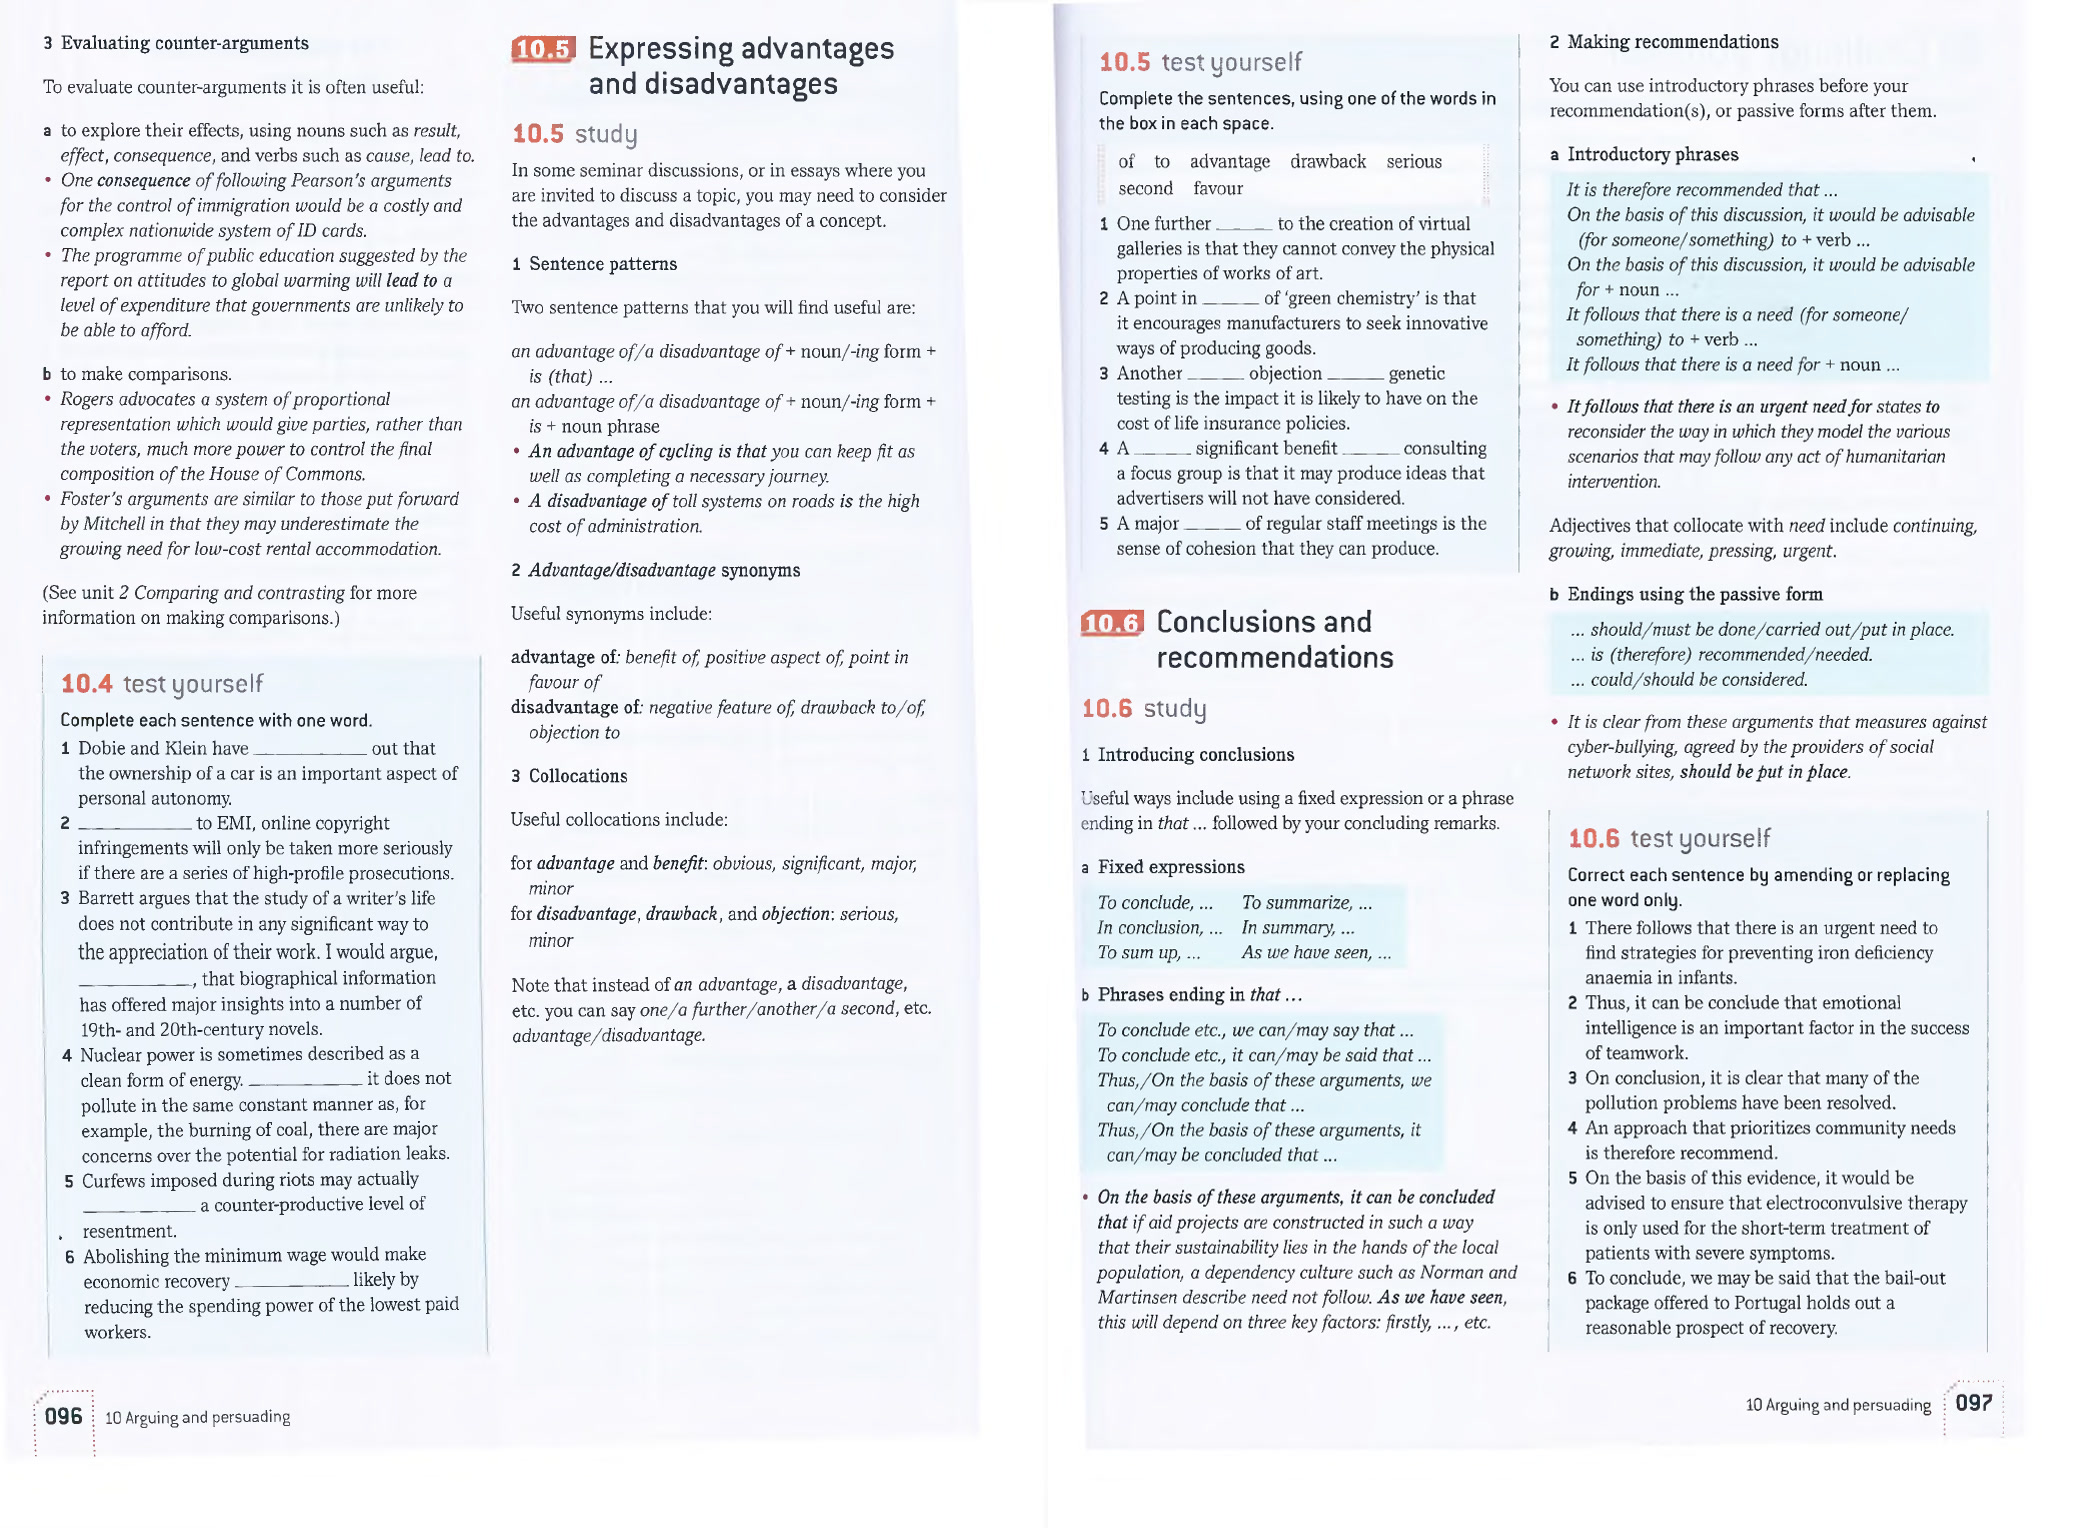 3 Evaluating counter-arguments
To evaluate counter-arguments it is often useful:
a to explore their effects, using nouns such as result,
effect, consequence, and verbs such as cause, lead to.
• One consequence of following Pearson's arguments
for the control of immigration would be a costly and
complex nationwide system of ID cards.
• The programme of public education suggested by the
report on attitudes to global warming will lead to a
level of expenditure that governments are unlikely to
be able to afford.
b to make comparisons.
• Rogers advocates a system of proportional
representation which would give parties, rather than
the voters, much more power to control the final
composition of the House of Commons.
• Foster's arguments are similar to those put forward
by Mitchell in that they may underestimate the
growing need for low-cost rental accommodation.
(See unit 2 Comparing and contrasting for more
information on making comparisons.)
10.4 test yourself
Complete each sentence with one word.
1 Dobie and Klein have ____________ out that
the ownership of a car is an important aspect of
personal autonomy.
2 ____________ to EMI, online copyright
infringements will only be taken more seriously
if there are a series of high-profile prosecutions.
3 Barrett argues that the study of a writer's life
does not contribute in any significant way to
the appreciation of their work. I would argue,
____________, that biographical information
has offered major insights into a number of
19th- and 20th-century novels.
4 Nuclear power is sometimes described as a
clean form of energy. ____________ it does not
pollute in the same constant manner as, for
example, the burning of coal, there are major
concerns over the potential for radiation leaks.
5 Curfews imposed during riots may actually
____________ a counter-productive level of
resentment.
6 Abolishing the minimum wage would make
economic recovery ____________ likely by
reducing the spending power of the lowest paid
workers.
096 10 Arguing and persuading
10.5 Expressing advantages
and disadvantages
10.5 study
In some seminar discussions, or in essays where you
are invited to discuss a topic, you may need to consider
the advantages and disadvantages of a concept.
1 Sentence patterns
Two sentence patterns that you will find useful are:
an advantage of/a disadvantage of + noun/-ing form +
is (that) ...
an advantage of/a disadvantage of + noun/-ing form +
is + noun phrase
• An advantage of cycling is that you can keep fit as
well as completing a necessary journey.
• A disadvantage of toll systems on roads is the high
cost of administration.
2 Advantage/disadvantage synonyms
Useful synonyms include:
advantage of: benefit of, positive aspect of, point in
favour of
disadvantage of: negative feature of, drawback to/of,
objection to
3 Collocations
Useful collocations include:
for advantage and benefit: obvious, significant, major,
minor
for disadvantage, drawback, and objection: serious,
minor
Note that instead of an advantage, a disadvantage,
etc. you can say one/a further/another/a second, etc.
advantage/disadvantage.
10.5 test yourself
Complete the sentences, using one of the words in
the box in each space.
of to advantage drawback serious
second favour
1 One further ______ to the creation of virtual
galleries is that they cannot convey the physical
properties of works of art.
2 A point in ______ of 'green chemistry' is that
it encourages manufacturers to seek innovative
ways of producing goods.
3 Another ______ objection ______ genetic
testing is the impact it is likely to have on the
cost of life insurance policies.
4 A ______ significant benefit ______ consulting
a focus group is that it may produce ideas that
advertisers will not have considered.
5 A major ______ of regular staff meetings is the
sense of cohesion that they can produce.
10.6 Conclusions and
recommendations
10.6 study
1 Introducing conclusions
Useful ways include using a fixed expression or a phrase
ending in that ... followed by your concluding remarks.
a Fixed expressions
To conclude, ... To summarize, ...
In conclusion, ... In summary, ...
To sum up, ... As we have seen, ...
b Phrases ending in that ...
To conclude etc., we can/may say that ...
To conclude etc., it can/may be said that ...
Thus,/On the basis of these arguments, we
can/may conclude that ...
Thus,/On the basis of these arguments, it
can/may be concluded that ...
• On the basis of these arguments, it can be concluded
that if aid projects are constructed in such a way
that their sustainability lies in the hands of the local
population, a dependency culture such as Norman and
Martinsen describe need not follow. As we have seen,
this will depend on three key factors: firstly, ..., etc.
2 Making recommendations
You can use introductory phrases before your
recommendation(s), or passive forms after them.
a Introductory phrases
It is therefore recommended that ...
On the basis of this discussion, it would be advisable
(for someone/something) to + verb ...
On the basis of this discussion, it would be advisable
for + noun ...
It follows that there is a need (for someone/
something) to + verb ...
It follows that there is a need for + noun ...
• It follows that there is an urgent need for states to
reconsider the way in which they model the various
scenarios that may follow any act of humanitarian
intervention.
Adjectives that collocate with need include continuing,
growing, immediate, pressing, urgent.
b Endings using the passive form
... should/must be done/carried out/put in place.
... is (therefore) recommended/needed.
... could/should be considered.
• It is clear from these arguments that measures against
cyber-bullying, agreed by the providers of social
network sites, should be put in place.
10.6 test yourself
Correct each sentence by amending or replacing
one word only.
1 There follows that there is an urgent need to
find strategies for preventing iron deficiency
anaemia in infants.
2 Thus, it can be conclude that emotional
intelligence is an important factor in the success
of teamwork.
3 On conclusion, it is clear that many of the
pollution problems have been resolved.
4 An approach that prioritizes community needs
is therefore recommend.
5 On the basis of this evidence, it would be
advised to ensure that electroconvulsive therapy
is only used for the short-term treatment of
patients with severe symptoms.
6 To conclude, we may be said that the bail-out
package offered to Portugal holds out a
reasonable prospect of recovery.
10 Arguing and persuading 097